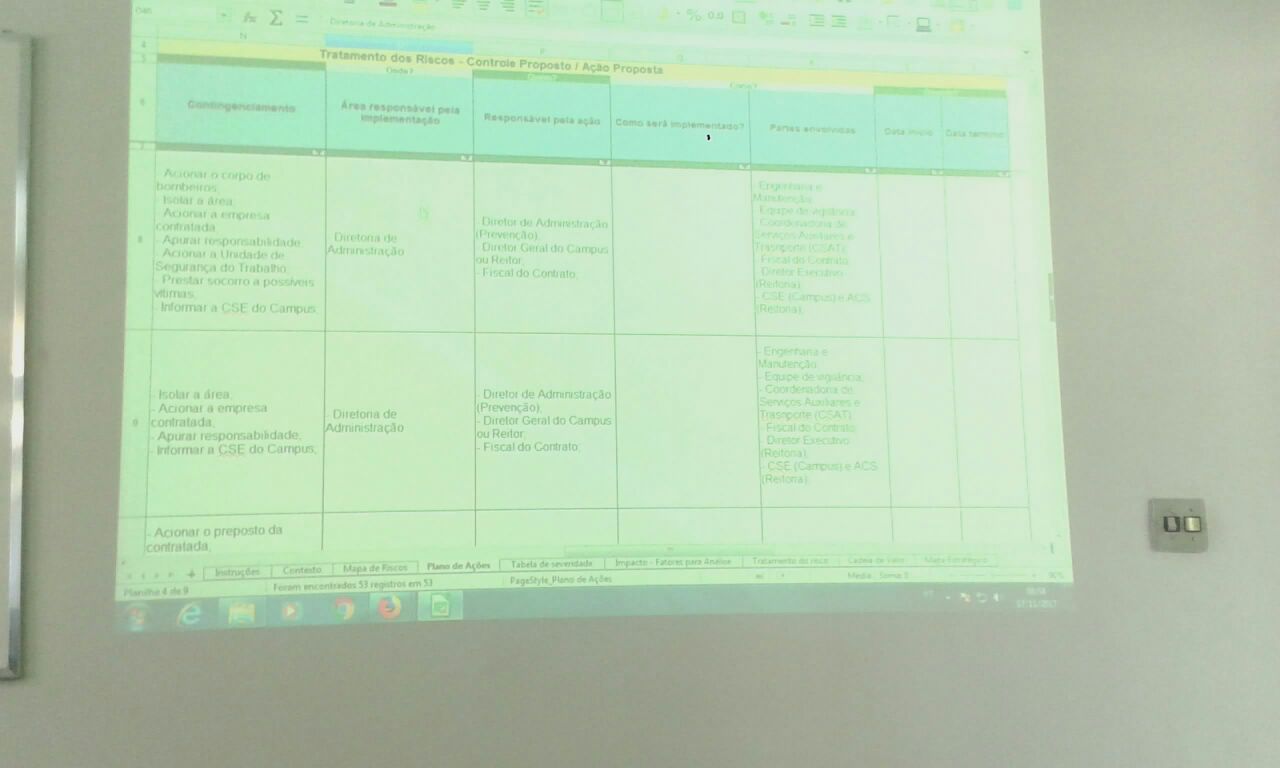 Diretoria de Administração
N
Tratamento dos Riscos - Controle Proposto / Ação Proposta
Onde?
Como?
Contingenciamento
Área responsável pela
implementação
Responsável pela ação
Como será implementado?
Partes envolvidas
Data início
Data término
8
- Acionar o corpo de
bombeiros;
- Isolar a área;
- Acionar a empresa
contratada;
- Apurar responsabilidade
- Acionar a Unidade de
Segurança do Trabalho;
- Prestar socorro a possíveis
vítimas;
- Informar a CSE do Campus;
- Diretoria de
Administração
- Diretor de Administração
(Prevenção);
- Diretor Geral do Campus
ou Reitor;
- Fiscal do Contrato;
- Engenharia e
Manutenção;
- Equipe de vigilância;
- Coordenadoria de
Serviços Auxiliares e
Trasnporte (CSAT)
- Fiscal do Contrato;
- Diretor Executivo
(Reitoria);
- CSE (Campus) e ACS
(Reitoria);
9
- Isolar a área;
- Acionar a empresa
contratada;
- Apurar responsabilidade;
- Informar a CSE do Campus;
- Diretoria de
Administração
- Diretor de Administração
(Prevenção);
- Diretor Geral do Campus
ou Reitor;
- Fiscal do Contrato;
- Engenharia e
Manutenção;
- Equipe de vigilância;
- Coordenadoria de
Serviços Auxiliares e
Trasnporte (CSAT)
- Fiscal do Contrato
- Diretor Executivo
(Reitoria);
- CSE (Campus) e ACS
(Reitoria);
- Acionar o preposto da
contratada;
Instruções
Contexto
Mapa de Riscos
Plano de Ações
Tabela de severidade
Impacto - Fatores para Análise
Tratamento do risco
Cadeia de Valor
Mapa Estratégico
Planilha 4 de 9
Foram encontrados 53 registros em 53
PageStyle_Plano de Ações